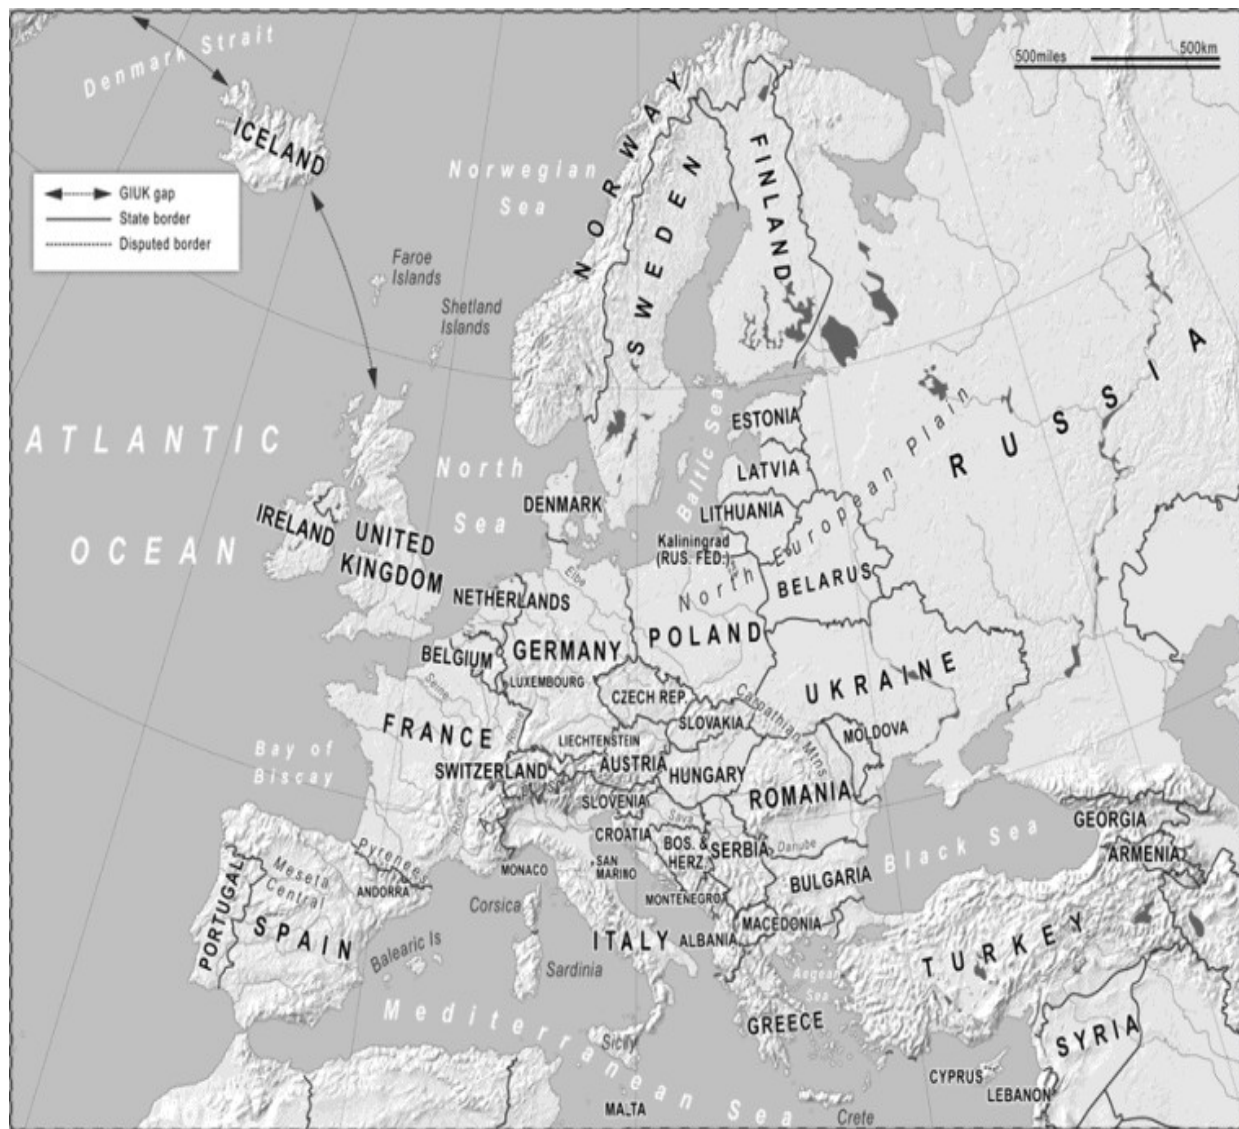 Denmark Strait
500km
500miles
ICELAND
NORWAY
Norwegian
Sea
SWEDEN
FINLAND
GIUK gap
State border
Disputed border
Faroe
Islands
Shetland
Islands
RUSSIA
ATLANTIC
OCEAN
North
Sea
Baltic Sea
ESTONIA
LATVIA
LITHUANIA
Kaliningrad
(RUS. FED.)
North European Plain
DENMARK
IRELAND
UNITED
KINGDOM
BELARUS
Elbe
NETHERLANDS
POLAND
GERMANY
BELGIUM
LUXEMBOURG
CZECH REP.
UKRAINE
Seine
FRANCE
SLOVAKIA
Carpathian Mtns
MOLDOVA
Bay of
Biscay
LIECHTENSTEIN
SWITZERLAND
AUSTRIA
HUNGARY
ROMANIA
SLOVENIA
Rhone
Sava
CROATIA
BOS. &
HERZ.
SERBIA
Danube
Black Sea
GEORGIA
ARMENIA
Pyrenees
MONACO
SAN
MARINO
Meseta
Central
ANDORRA
MONTENEGRO
BULGARIA
PORTUGAL
SPAIN
Corsica
ITALY
ALBANIA
MACEDONIA
TURKEY
Balearic Is
Sardinia
Aegean
Sea
Mediterranean Sea
GREECE
SYRIA
Sicily
CYPRUS
LEBANON
MALTA
Crete